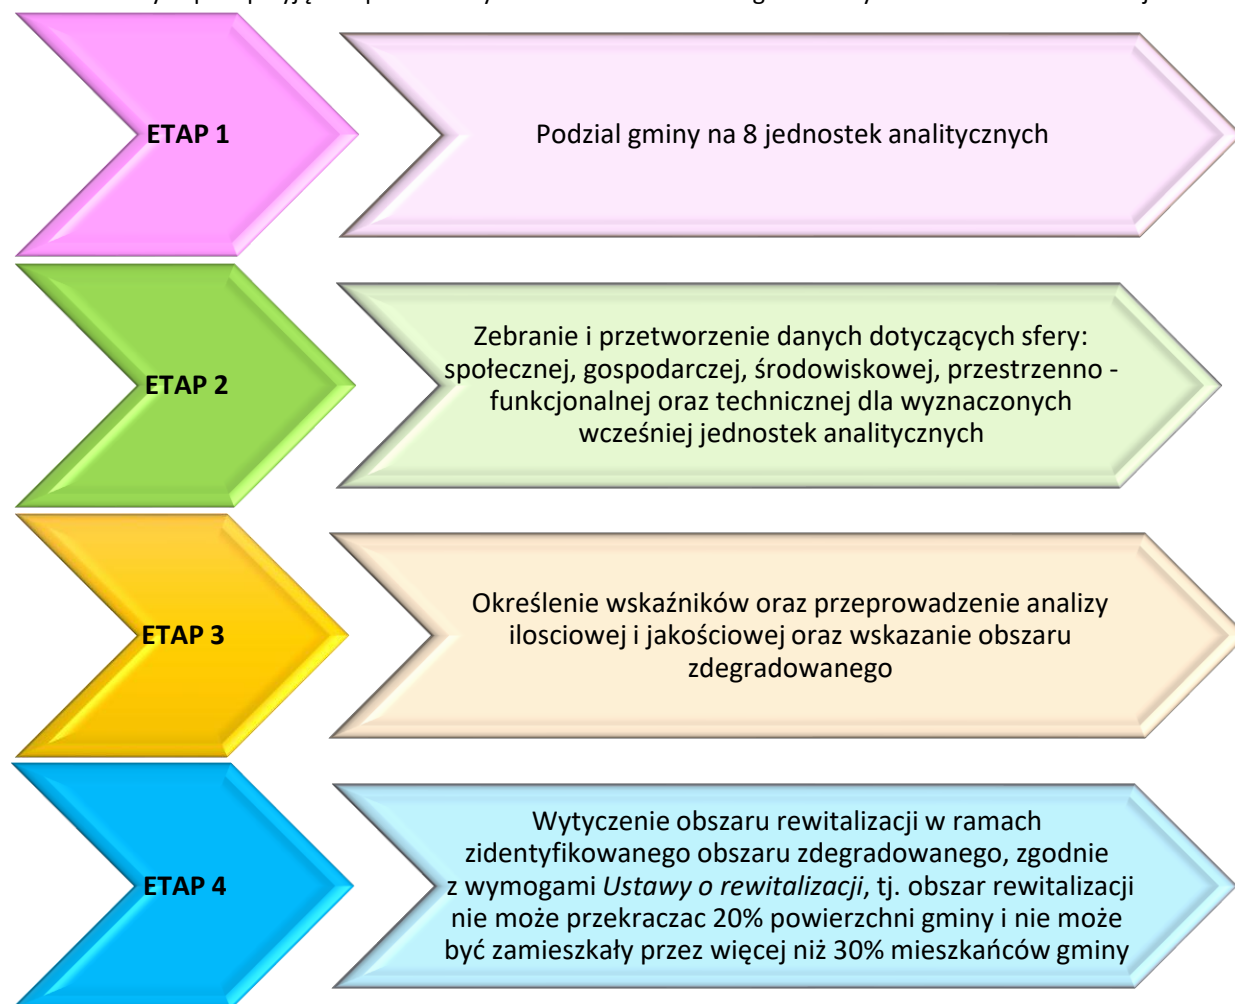 ETAP 1
Podzial gminy na 8 jednostek analitycznych
ETAP 2
Zebranie i przetworzenie danych dotyczących sfery:
społecznej, gospodarczej, środowiskowej, przestrzenno -
funkcjonalnej oraz technicznej dla wyznaczonych
wcześniej jednostek analitycznych
ETAP 3
Określenie wskaźników oraz przeprowadzenie analizy
ilosciowej i jakościowej oraz wskazanie obszaru
zdegradowanego
ETAP 4
Wytyczenie obszaru rewitalizacji w ramach
zidentyfikowanego obszaru zdegradowanego, zgodnie
z wymogami Ustawy o rewitalizacji, tj. obszar rewitalizacji
nie może przekraczac 20% powierzchni gminy i nie może
być zamieszkały przez więcej niż 30% mieszkańców gminy